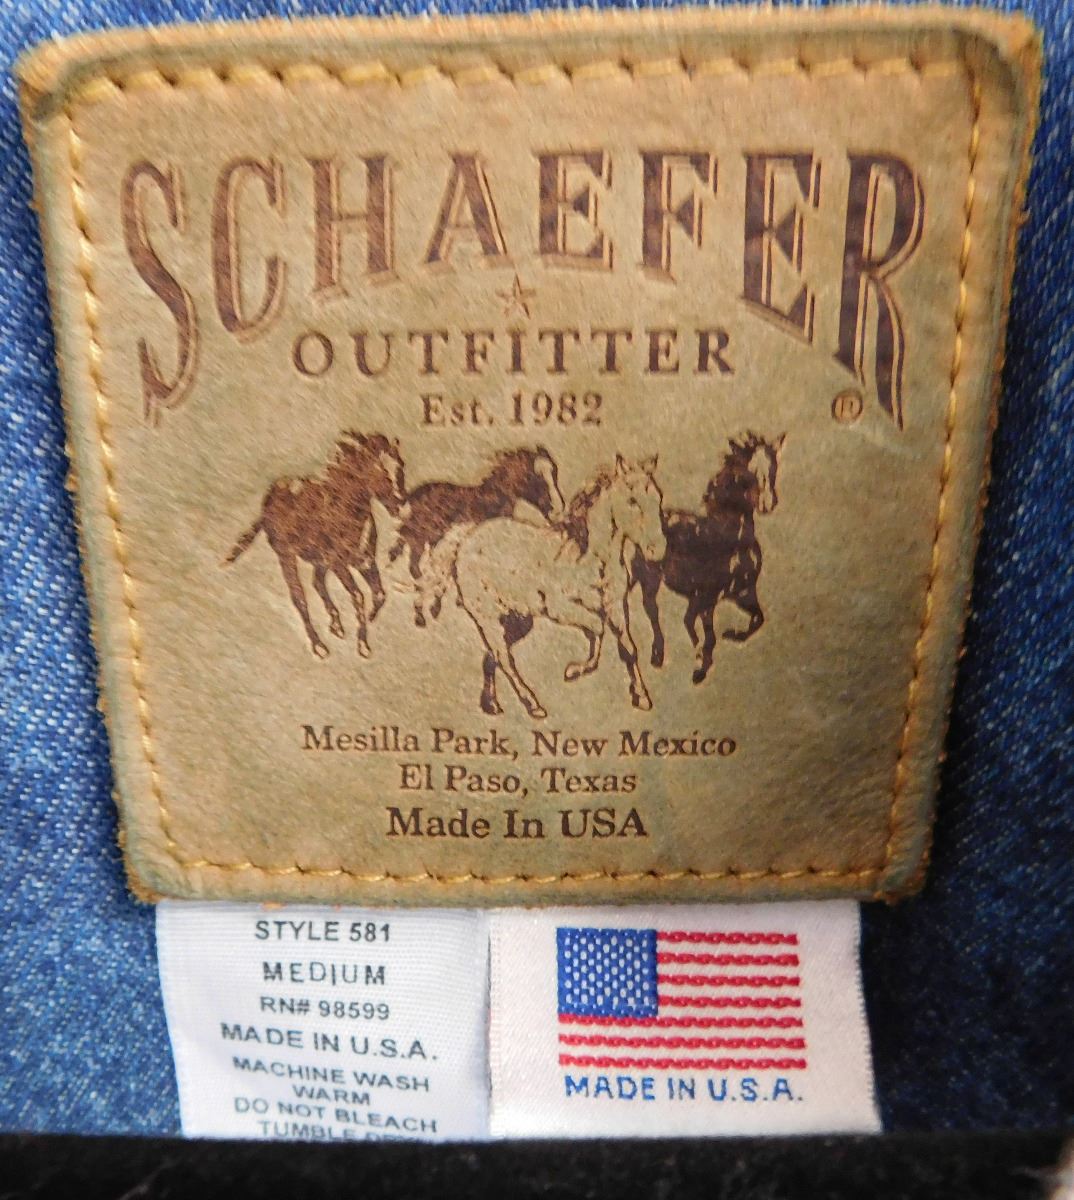 SCHAEFER
OUTFITTER
®
Est. 1982
Mesilla Park, New Mexico
El Paso, Texas
Made In USA
STYLE 581
MEDIUM
RN# 98599
MADE IN U.S.A.
MACHINE WASH
WARM
DO NOT BLEACH
TUMBLE
MADE IN U.S.A.